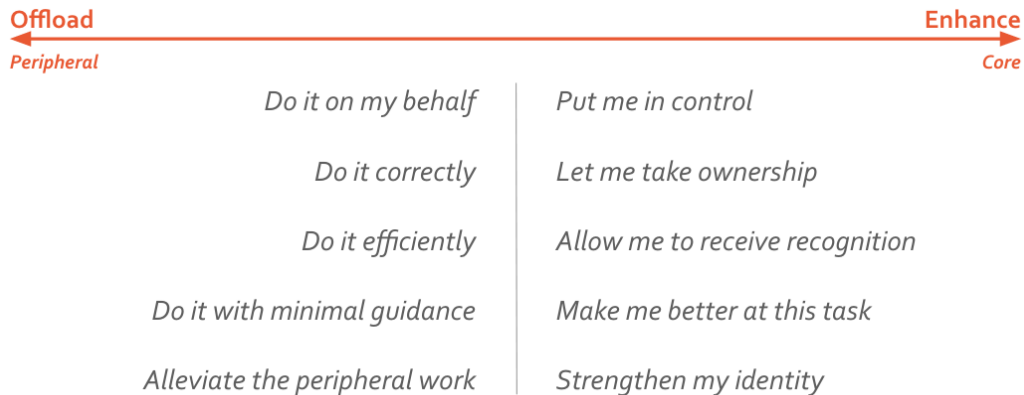 Offload Enhance
Peripheral Core
Do it on my behalf Put me in control
Do it correctly Let me take ownership
Do it efficiently Allow me to receive recognition
Do it with minimal guidance Make me better at this task
Alleviate the peripheral work Strengthen my identity